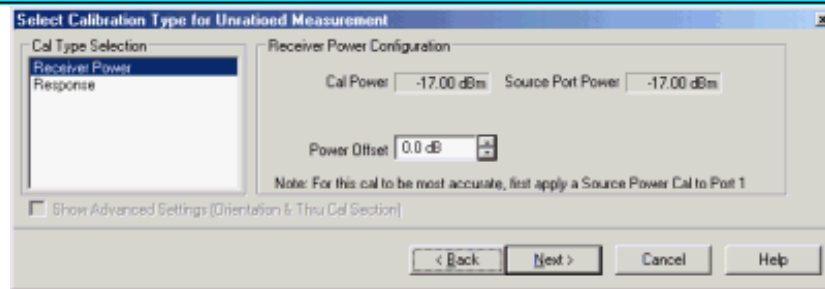 Select Calibration Type for Unratioed Measurement
Cal Type Selection
Receiver Power
Response
Receiver Power Configuration
Cal Power -17.00 dBm Source Port Power -17.00 dBm
Power Offset 0.0 dB
Note: For this cal to be most accurate, first apply a Source Power Cal to Port 1
Show Advanced Settings (Orientation & Thru Cal Section)
< Back Next > Cancel Help